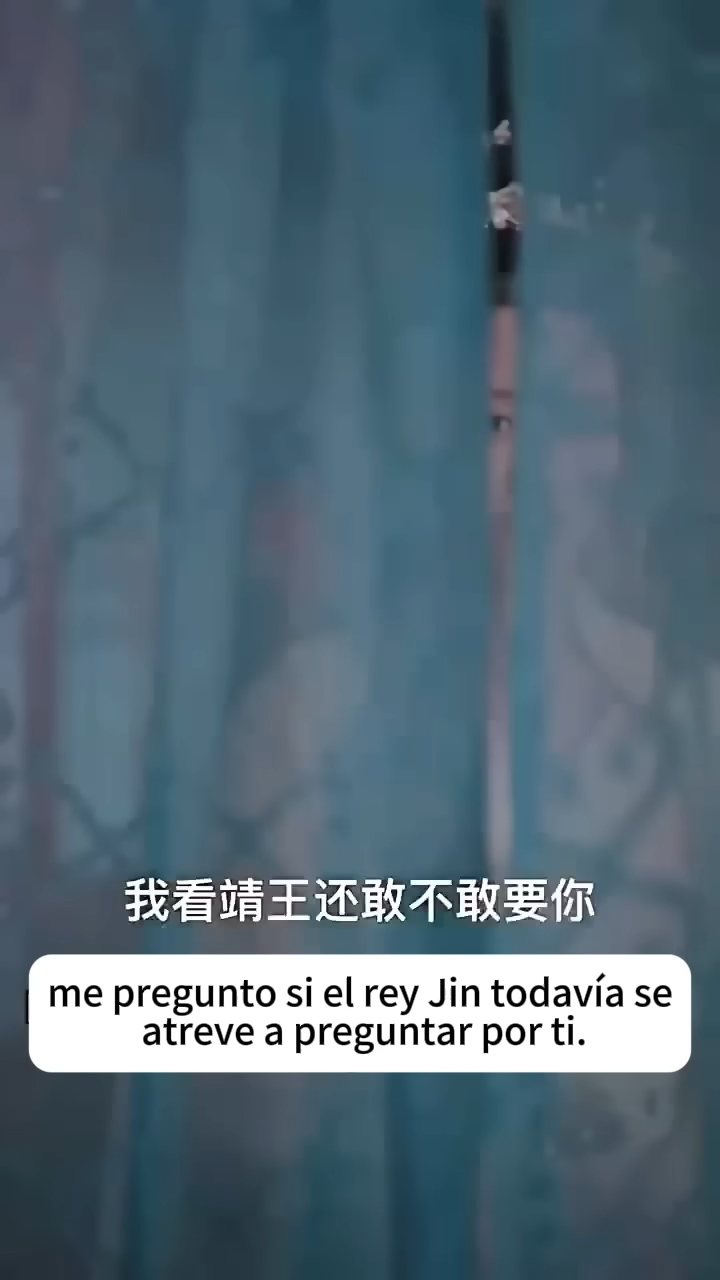 我看靖王还敢不敢要你
me pregunto si el rey Jin todavía se
atreve a preguntar por ti.